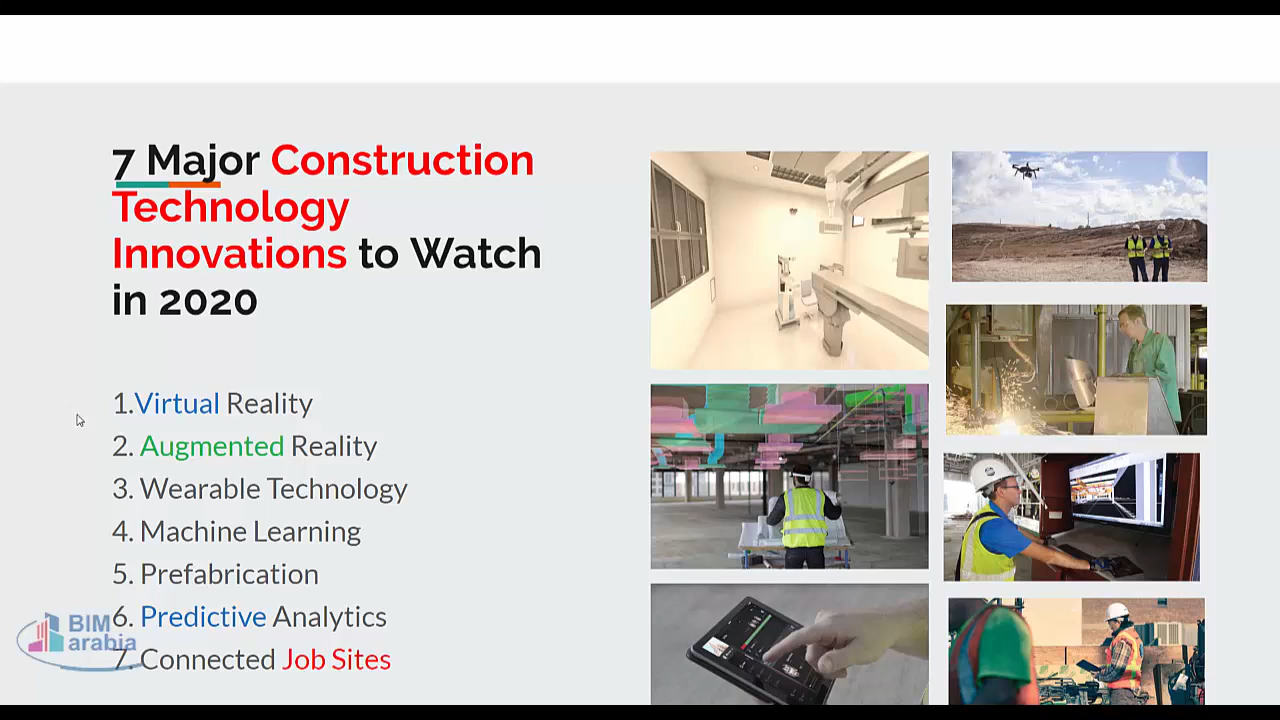 7 Major Construction
Technology
Innovations to Watch
in 2020
1.Virtual Reality
2. Augmented Reality
3. Wearable Technology
4. Machine Learning
5. Prefabrication
6. Predictive Analytics
7. Connected Job Sites
BIM
arabia